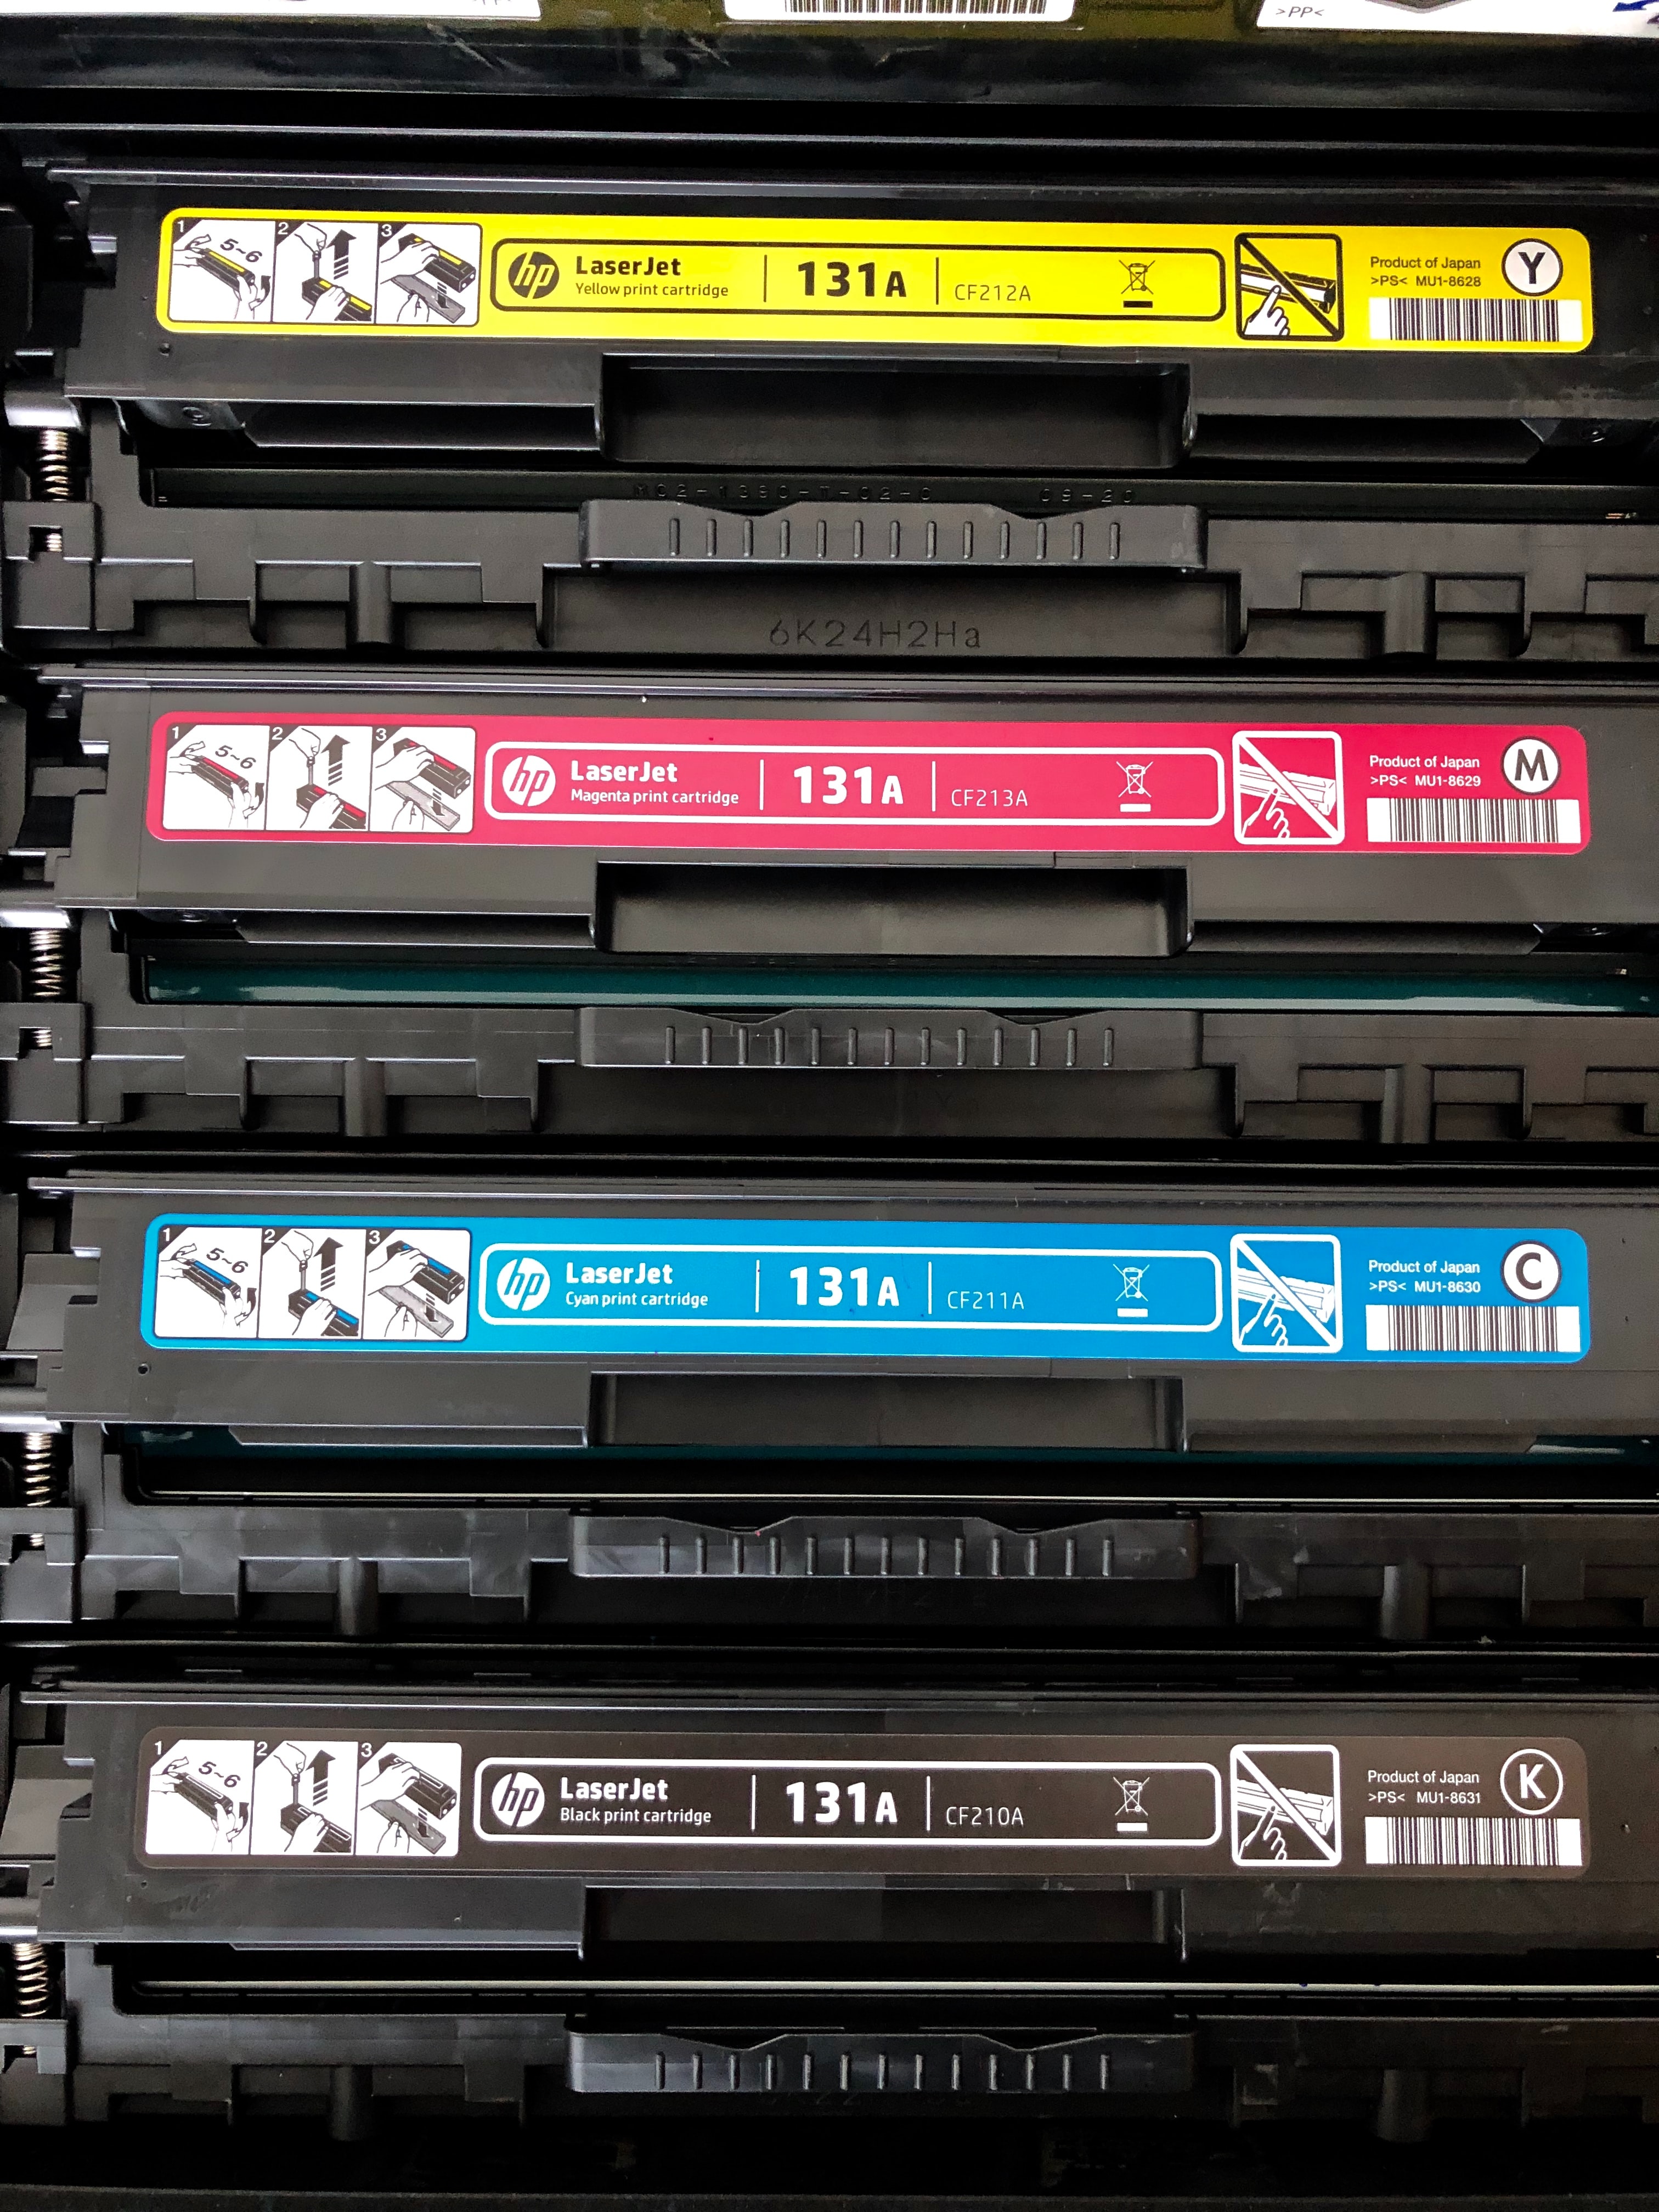 >PP<
1 5~6 2 3
hp LaserJet
Yellow print cartridge
131A
CF212A
Product of Japan
>PS< MU1-8628
Y
09-20
6K24H2Ha
1 5~6 2 3
hp LaserJet
Magenta print cartridge
131A
CF213A
Product of Japan
>PS< MU1-8629
M
1 5~6 2 3
hp LaserJet
Cyan print cartridge
131A
CF211A
Product of Japan
>PS< MU1-8630
C
1 5~6 2 3
hp LaserJet
Black print cartridge
131A
CF210A
Product of Japan
>PS< MU1-8631
K